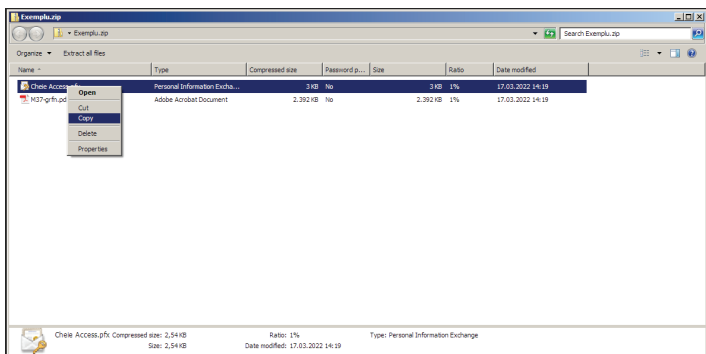 Exemplu.zip
Exemplu.zip
Search Exemplu.zip
Organize Extract all files
Name Type Compressed size Password p... Size Ratio Date modified
Cheie Access.pfx Personal Information Excha... 3 KB No 3 KB 1% 17.03.2022 14:19
M37-grfn.pd Adobe Acrobat Document 2.392 KB No 2.392 KB 1% 17.03.2022 14:19
Open
Cut
Copy
Delete
Properties
Cheie Access.pfx Compressed size: 2,54 KB Ratio: 1% Type: Personal Information Exchange
Size: 2,54 KB Date modified: 17.03.2022 14:19